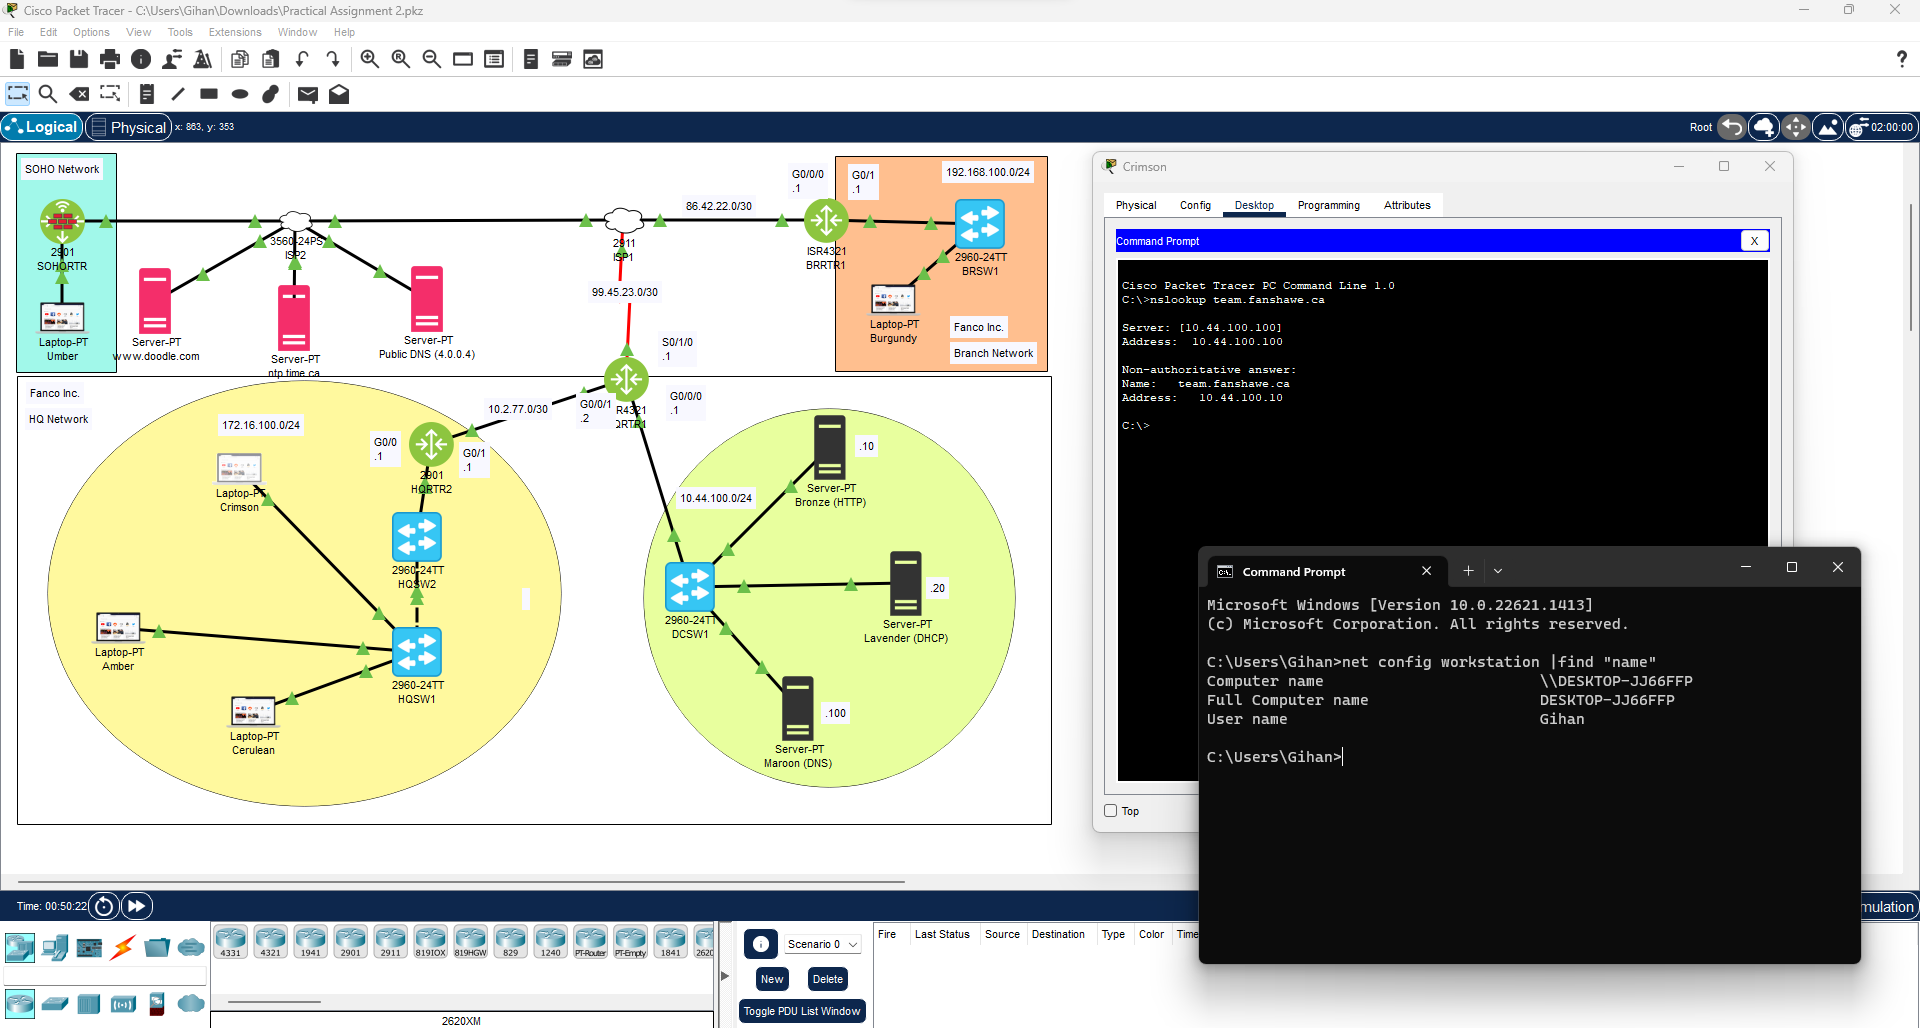 Cisco Packet Tracer - C:\Users\Gihan\Downloads\Practical Assignment 2.pkz
File Edit Options View Tools Extensions Window Help
Logical Physical x: 863, y: 353
Root 02:00:00
SOHO Network
2901
SOHORTR
Laptop-PT
Umber
3560-24PS
ISP2
Server-PT
www.doodle.com
Server-PT
ntp.time.ca
Server-PT
Public DNS (4.0.0.4)
2911
ISP1
86.42.22.0/30
99.45.23.0/30
G0/0/0
.1
G0/1
.1
192.168.100.0/24
ISR4321
BRRTR1
2960-24TT
BRSW1
Laptop-PT
Burgundy
Fanco Inc.
Branch Network
S0/1/0
.1
G0/0/0
.1
G0/0/1
.2
R4321
QRTR1
10.2.77.0/30
Fanco Inc.
HQ Network
172.16.100.0/24
G0/0
.1
G0/1
.1
2901
HQRTR2
Laptop-PT
Crimson
2960-24TT
HQSW2
Laptop-PT
Amber
2960-24TT
HQSW1
Laptop-PT
Cerulean
10.44.100.0/24
.10
Server-PT
Bronze (HTTP)
.20
Server-PT
Lavender (DHCP)
2960-24TT
DCSW1
.100
Server-PT
Maroon (DNS)
Crimson
Physical Config Desktop Programming Attributes
Command Prompt X
Cisco Packet Tracer PC Command Line 1.0
C:\>nslookup team.fanshawe.ca
Server: [10.44.100.100]
Address: 10.44.100.100
Non-authoritative answer:
Name: team.fanshawe.ca
Address: 10.44.100.10
C:\>
Top
Command Prompt
Microsoft Windows [Version 10.0.22621.1413]
(c) Microsoft Corporation. All rights reserved.
C:\Users\Gihan>net config workstation |find "name"
Computer name \\DESKTOP-JJ66FFP
Full Computer name DESKTOP-JJ66FFP
User name Gihan
C:\Users\Gihan>
Time: 00:50:22
mulation
4331 4321 1941 2901 2911 819IOX 819HGW 829 1240 PT-Router PT-Empty 1841 2620
2620XM
Scenario 0
New Delete
Toggle PDU List Window
Fire Last Status Source Destination Type Color Time